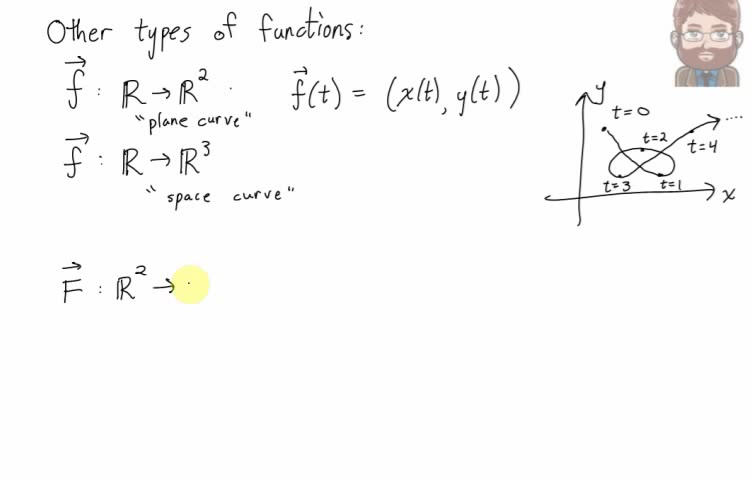 Other types of functions:
f⃗ : ℝ → ℝ² . f⃗(t) = (x(t), y(t))
"plane curve"
f⃗ : ℝ → ℝ³
"space curve"
y
t=0
t=2
t=4
....
t=3 t=1
x
F⃗ : ℝ² →